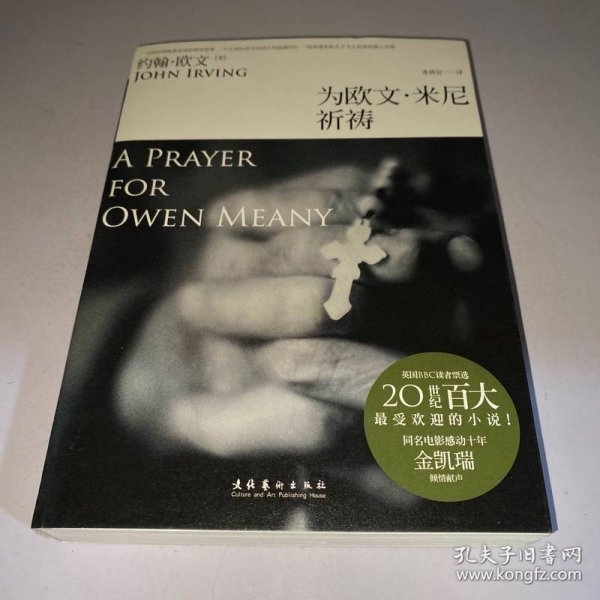 约翰·欧文 [美]
JOHN IRVING
为欧文·米尼
祈祷
A PRAYER
FOR
OWEN MEANY
英国BBC读者票选
20世纪百大
最受欢迎的小说!
同名电影感动十年
金凯瑞
倾情献声
文化艺术出版社
Culture and Art Publishing House
孔夫子旧书网
www.kongfz.com